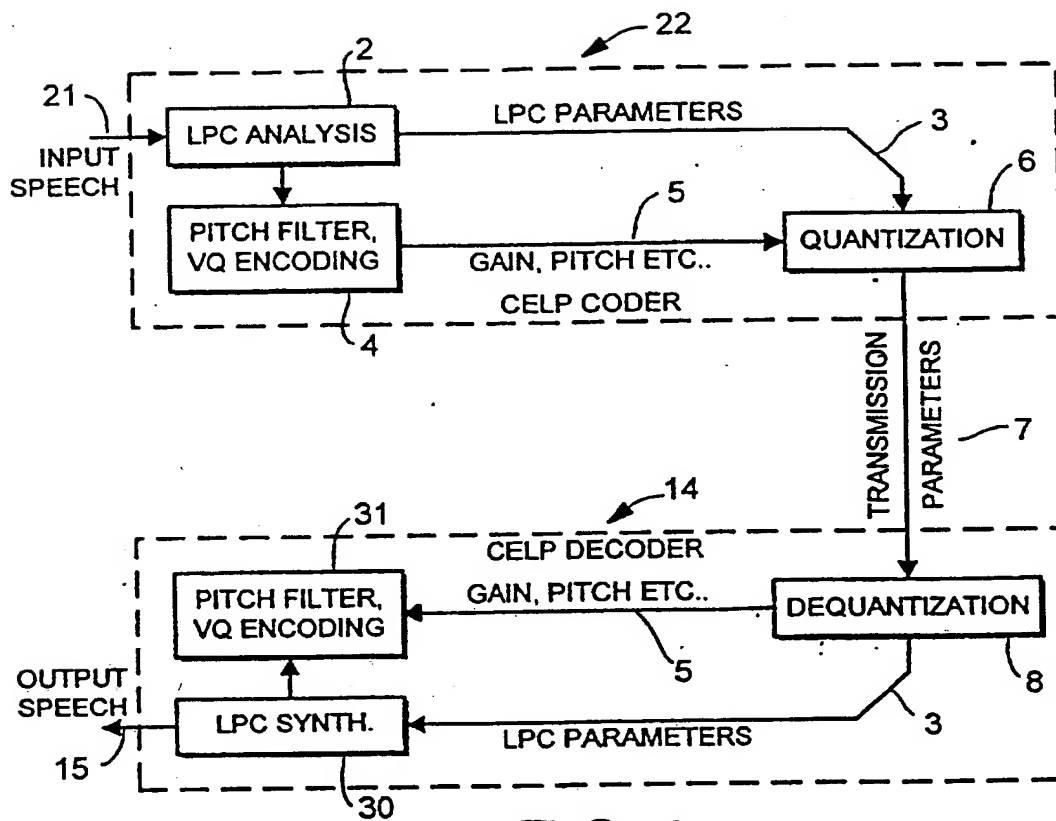 22
2
21
LPC ANALYSIS
LPC PARAMETERS
3
INPUT
SPEECH
6
5
PITCH FILTER,
VQ ENCODING
QUANTIZATION
GAIN, PITCH ETC..
CELP CODER
4
TRANSMISSION
PARAMETERS
7
14
31
CELP DECODER
PITCH FILTER,
VQ ENCODING
GAIN, PITCH ETC..
DEQUANTIZATION
5
8
OUTPUT
SPEECH
3
LPC SYNTH.
LPC PARAMETERS
15
30